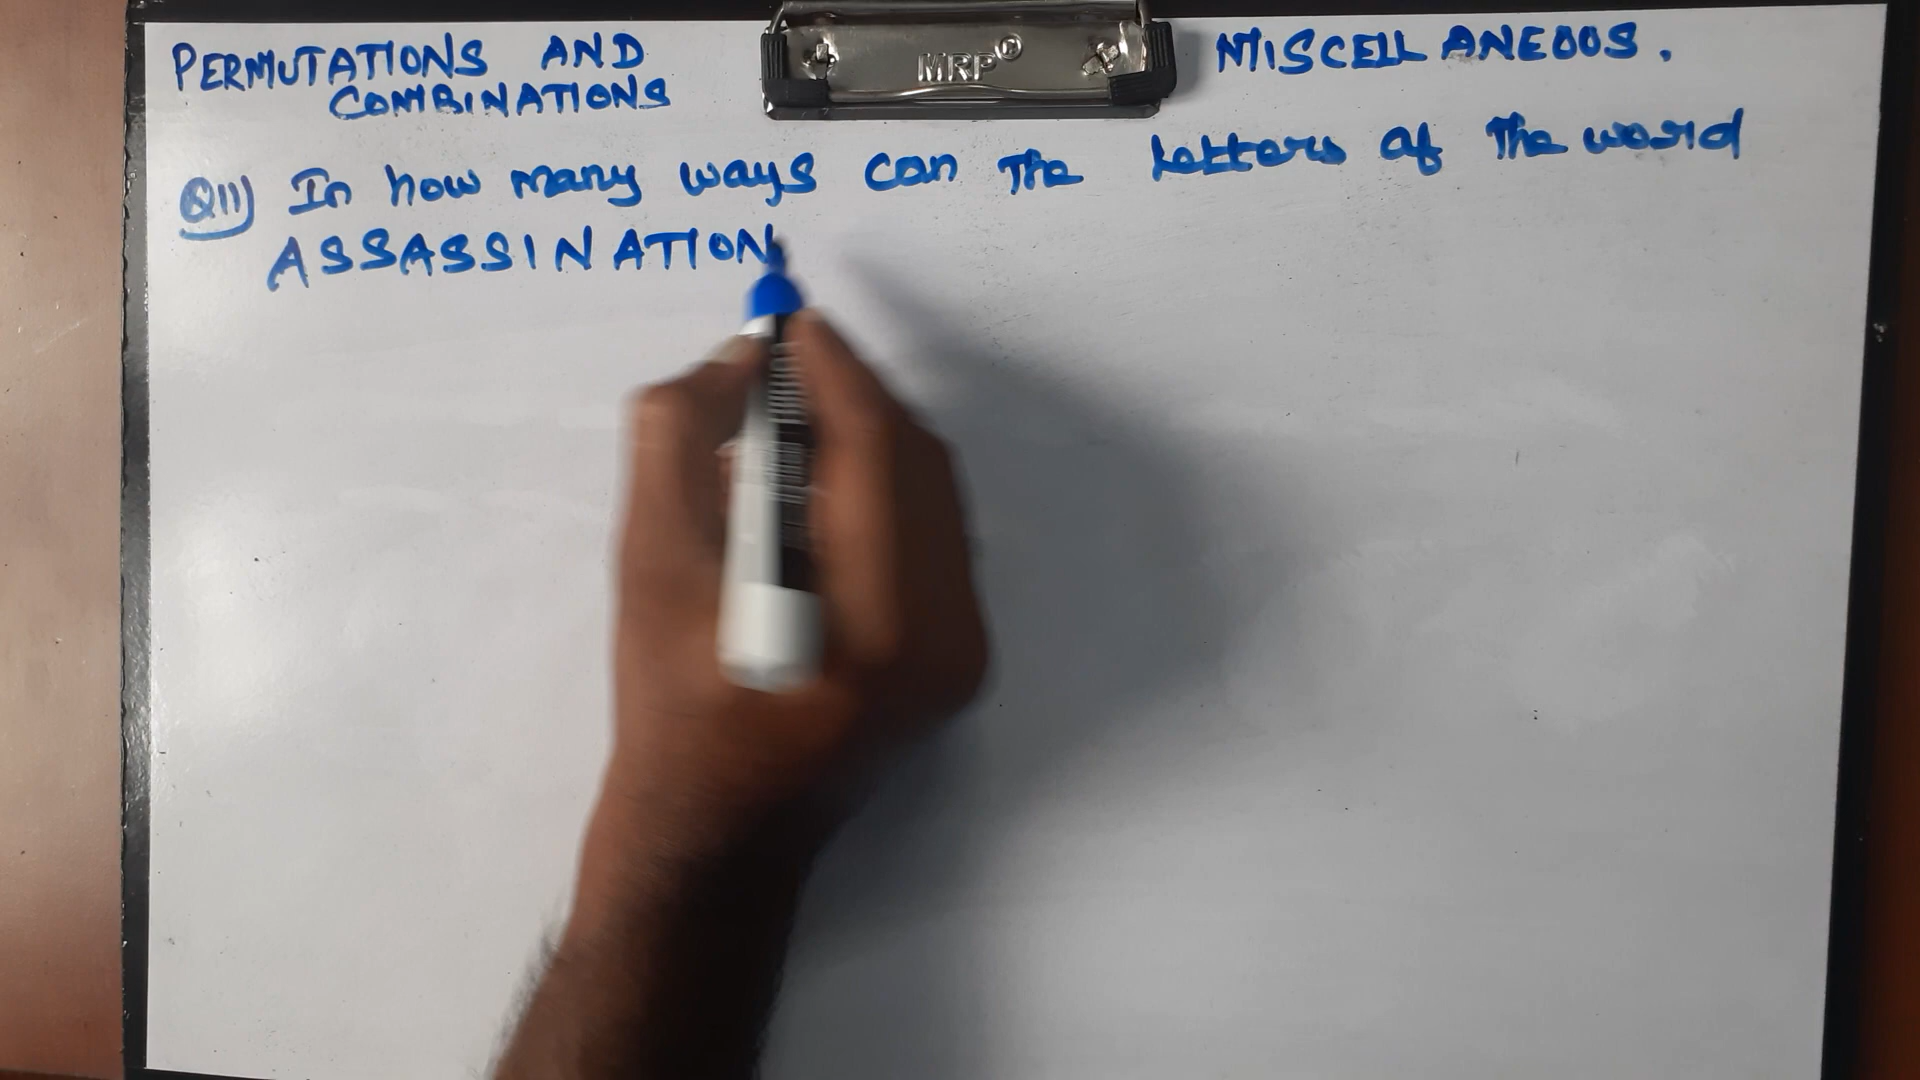 PERMUTATIONS AND
COMBINATIONS
MRP®
MISCELLANEOUS.
Q11) In how many ways can the letters of the word
ASSASSINATION